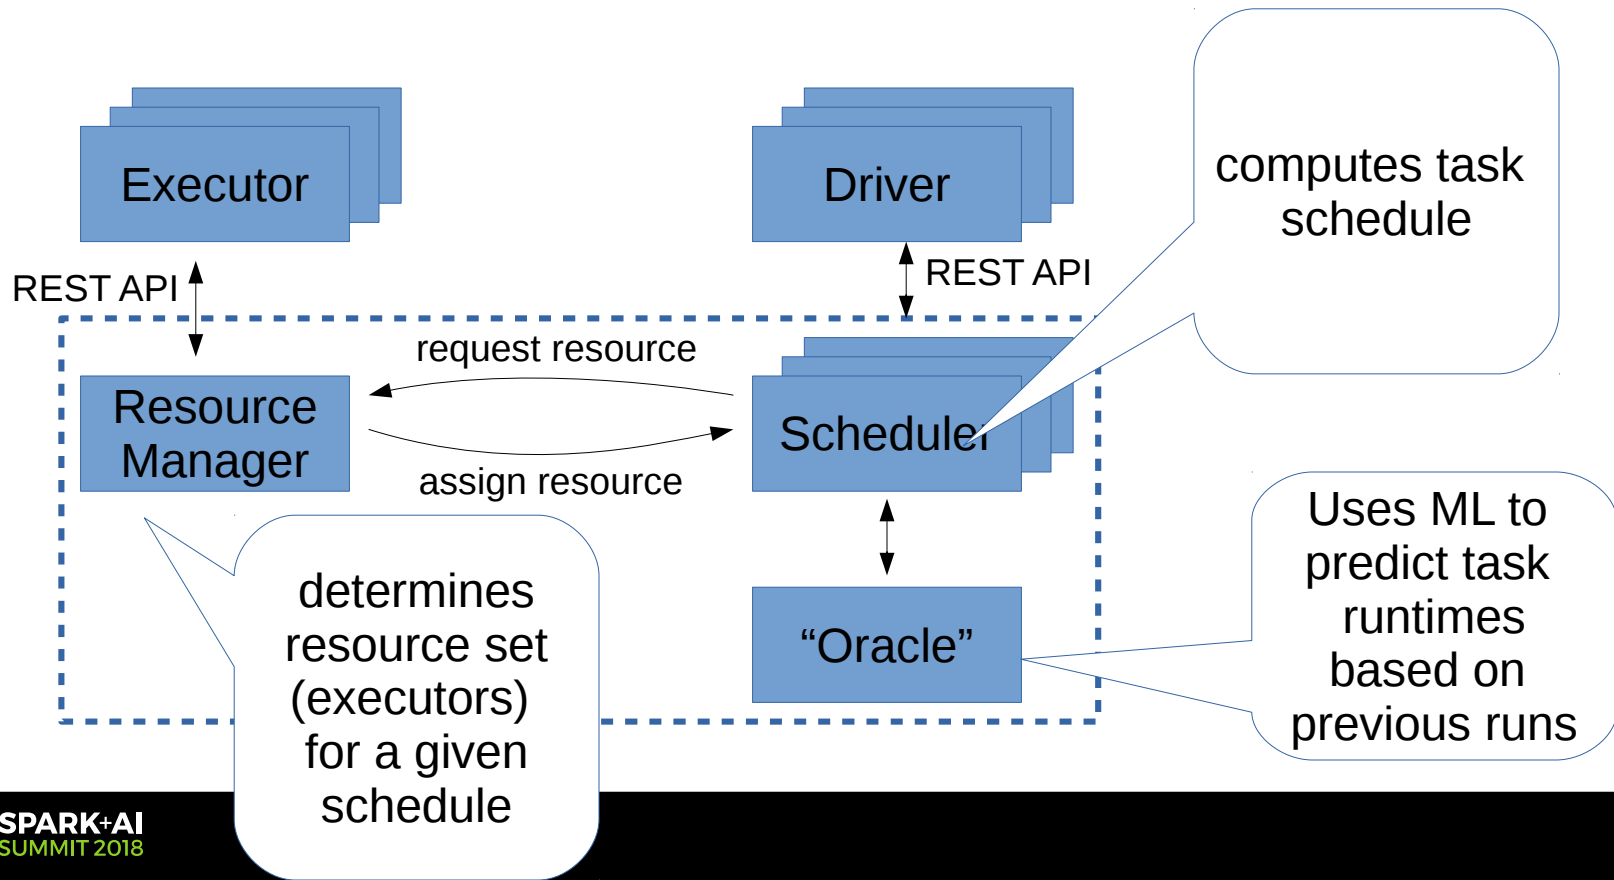 Executor
Driver
computes task
schedule
REST API
REST API
request resource
Resource
Manager
Scheduler
assign resource
determines
resource set
(executors)
for a given
schedule
“Oracle”
Uses ML to
predict task
runtimes
based on
previous runs
SPARK+AI
SUMMIT 2018